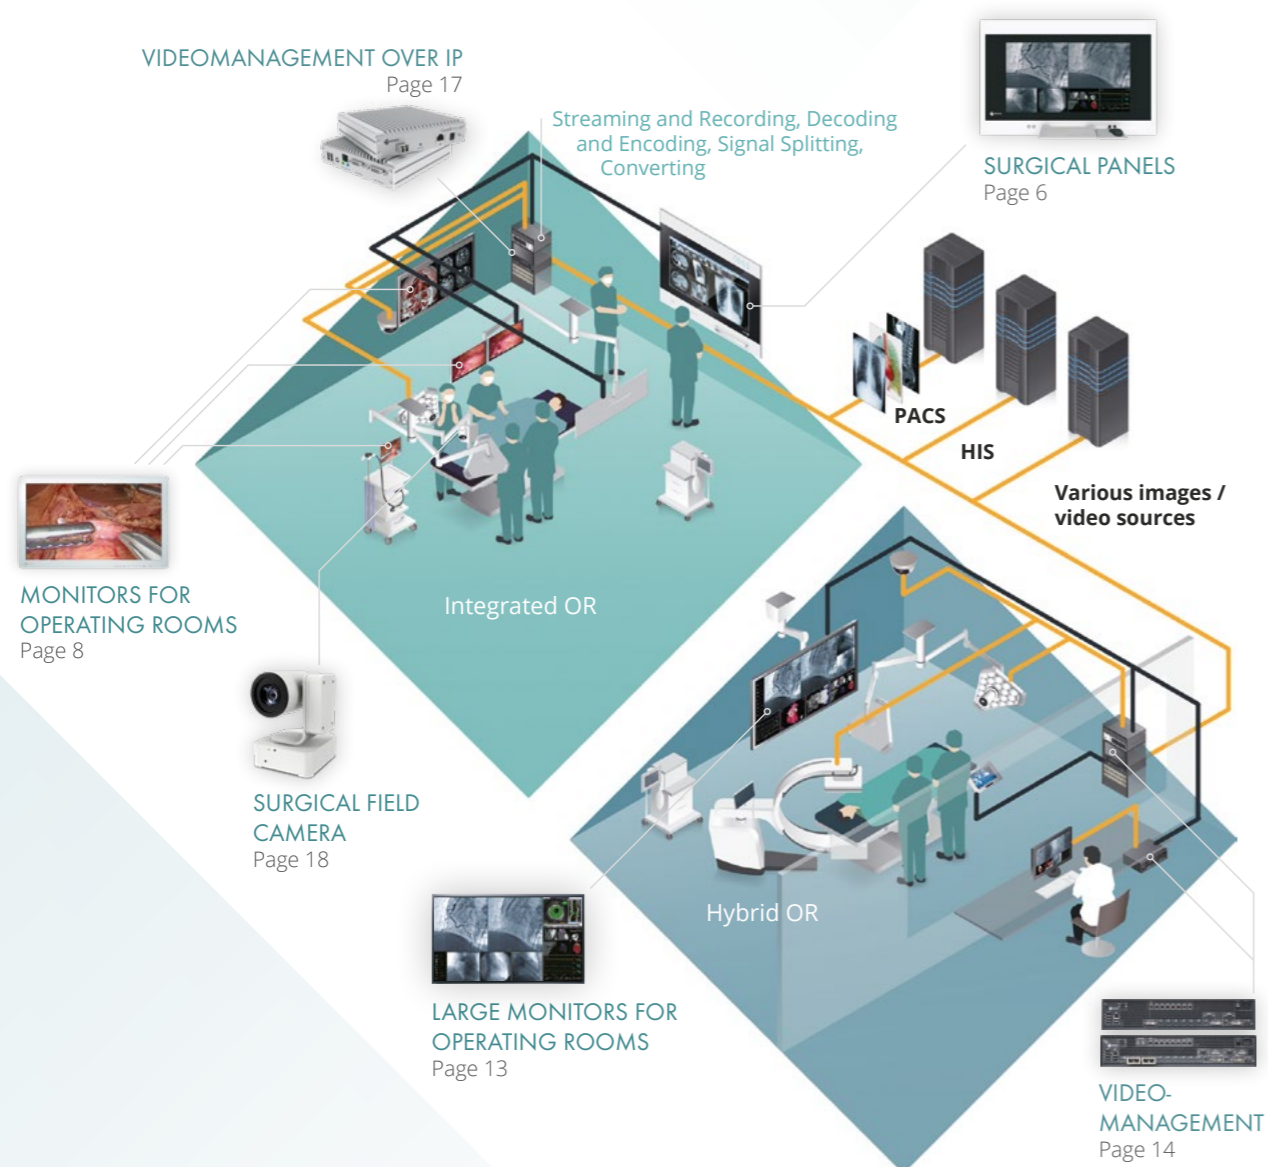 VIDEOMANAGEMENT OVER IP
Page 17
Streaming and Recording, Decoding
and Encoding, Signal Splitting,
Converting
SURGICAL PANELS
Page 6
PACS
HIS
Various images /
video sources
MONITORS FOR
OPERATING ROOMS
Page 8
Integrated OR
SURGICAL FIELD
CAMERA
Page 18
Hybrid OR
LARGE MONITORS FOR
OPERATING ROOMS
Page 13
VIDEO-
MANAGEMENT
Page 14